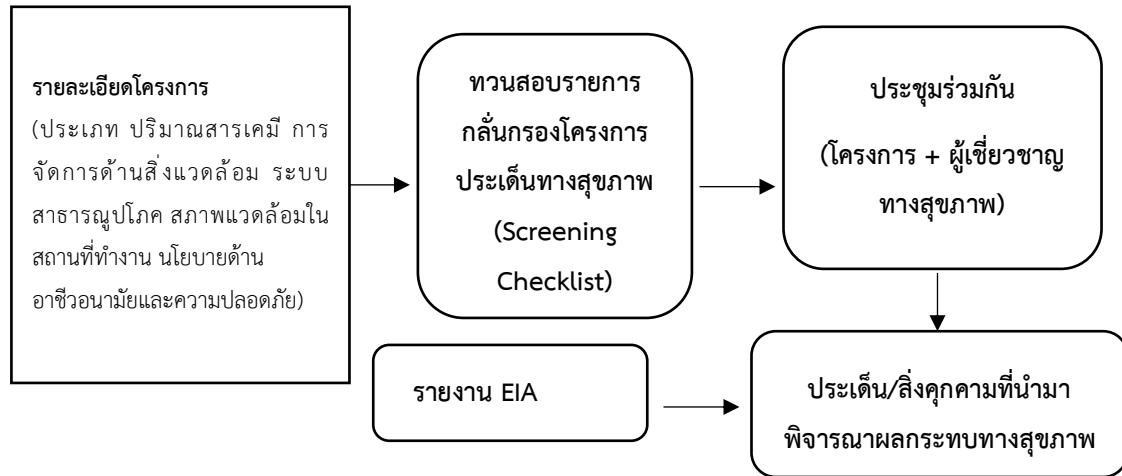 รายละเอียดโครงการ
(ประเภท ปริมาณสารเคมี การ
จัดการด้านสิ่งแวดล้อม ระบบ
สาธารณูปโภค สภาพแวดล้อมใน
สถานที่ทำงาน นโยบายด้าน
อาชีวอนามัยและความปลอดภัย)
ทวนสอบรายการ
กลั่นกรองโครงการ
ประเด็นทางสุขภาพ
(Screening
Checklist)
ประชุมร่วมกัน
(โครงการ + ผู้เชี่ยวชาญ
ทางสุขภาพ)
รายงาน EIA
ประเด็น/สิ่งคุกคามที่นำมา
พิจารณาผลกระทบทางสุขภาพ